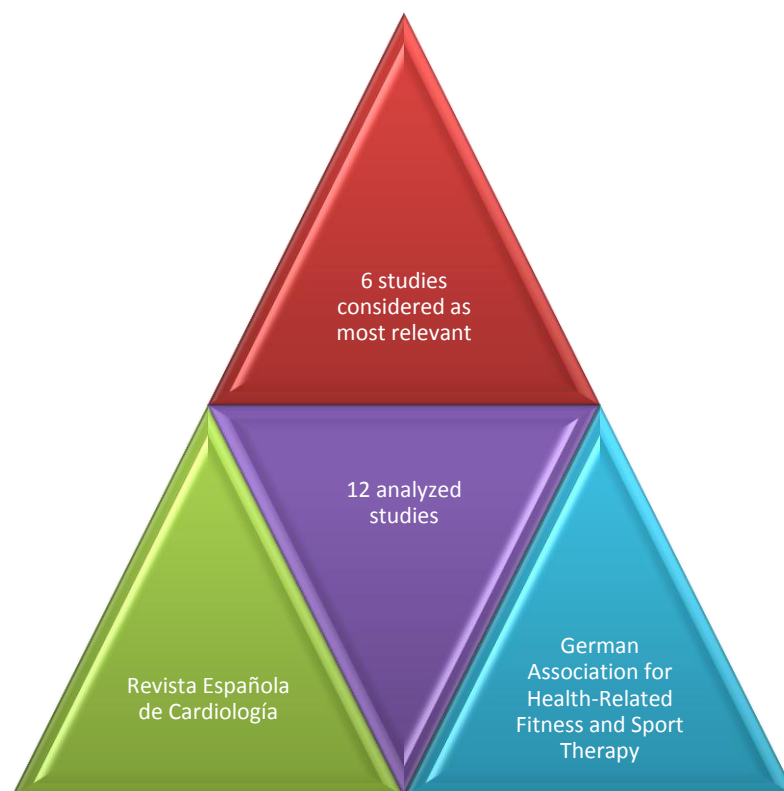 6 studies
considered as
most relevant
12 analyzed
studies
Revista Española
de Cardiología
German
Association for
Health-Related
Fitness and Sport
Therapy